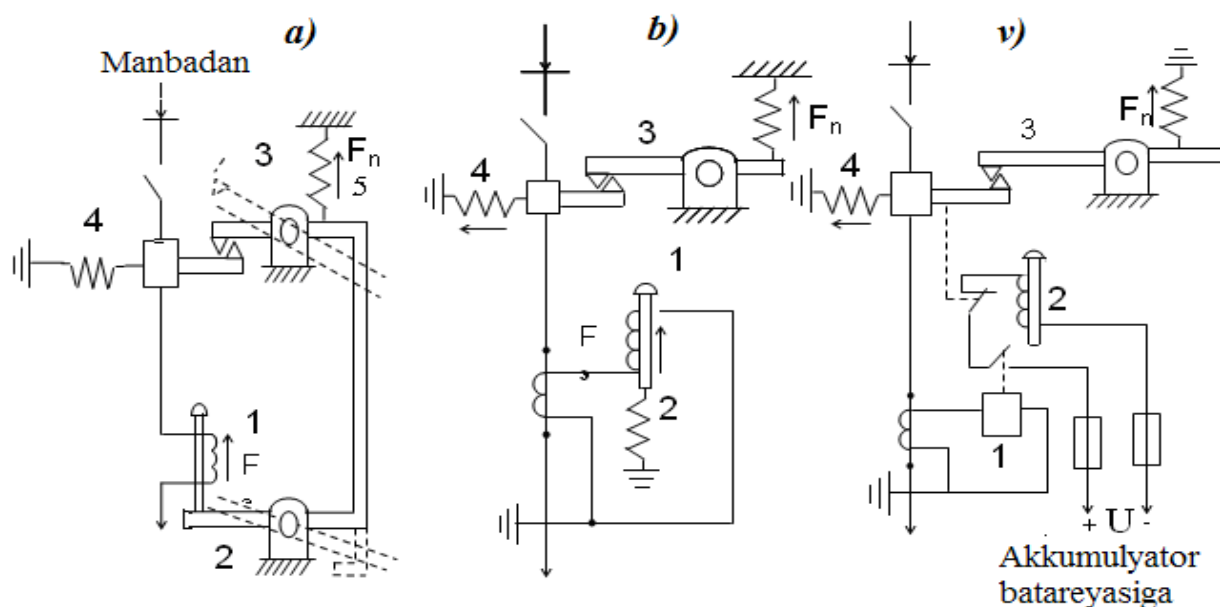 a)
Manbadan
3
Fn
5
4
1
F
2
b)
3
Fn
4
1
F
2
v)
3
Fn
4
2
1
+ U -
Akkumulyator
batareyasiga